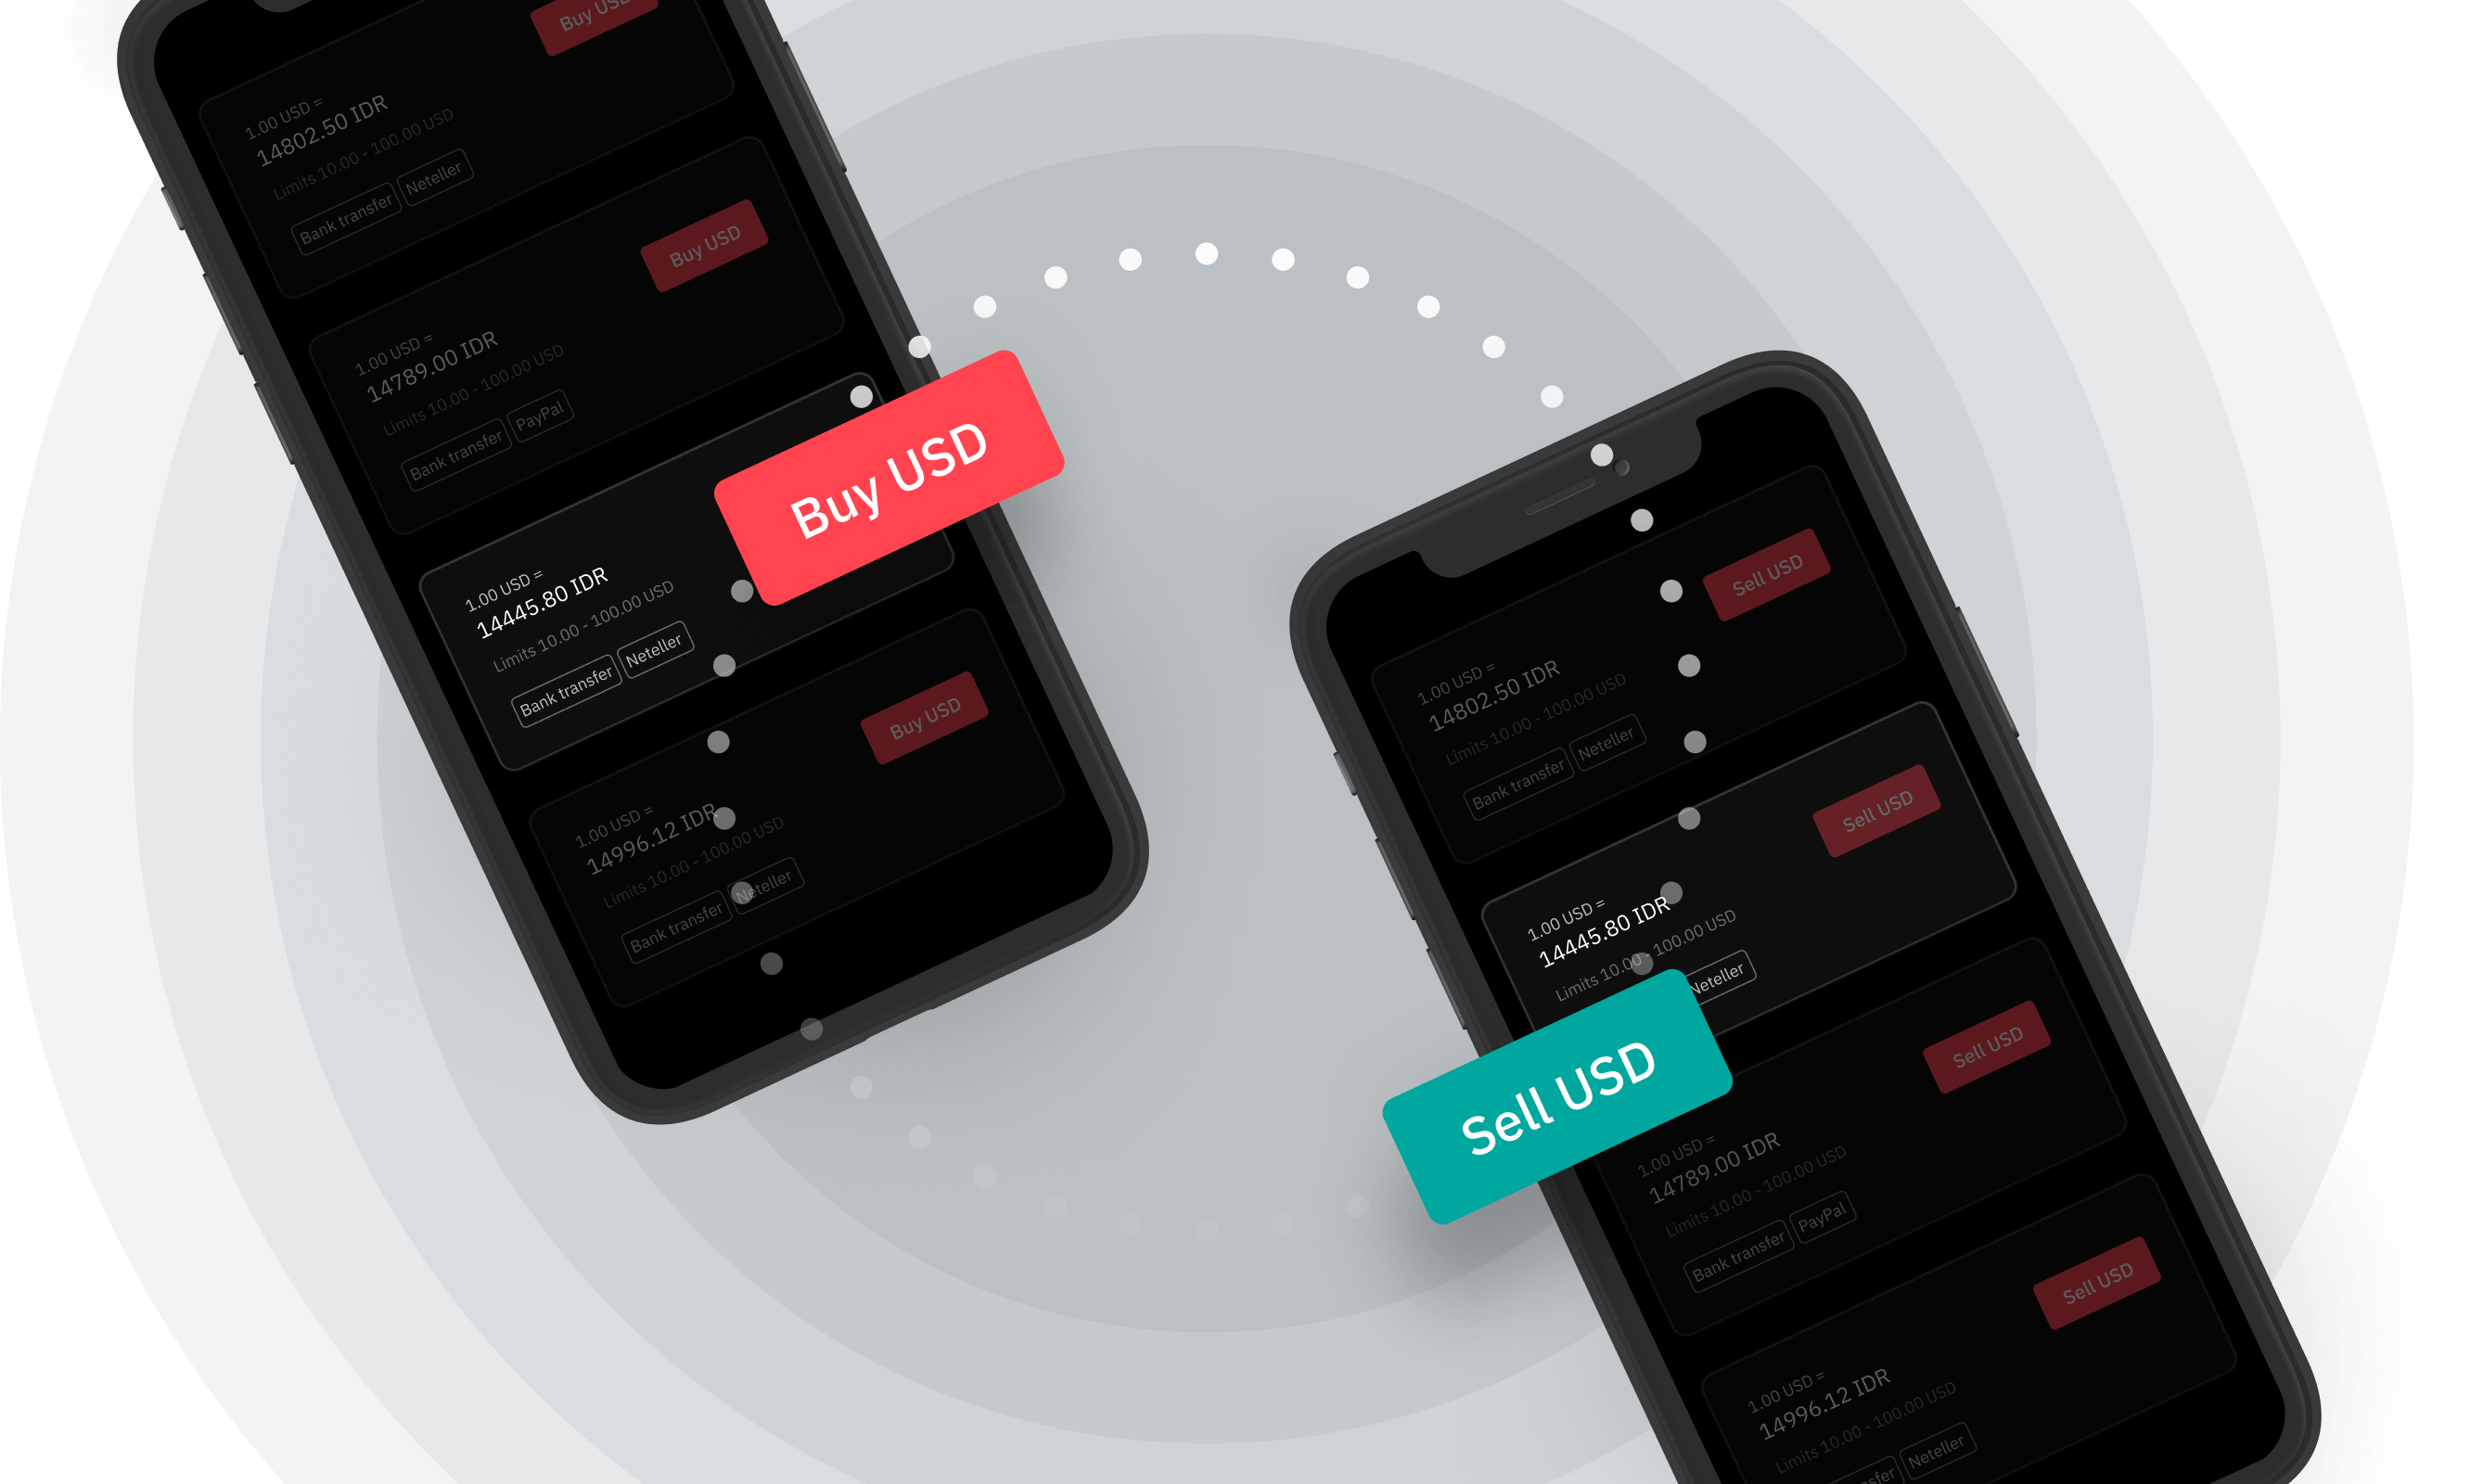 Buy USD
1.00 USD =
14802.50 IDR
Limits 10.00 - 100.00 USD
Bank transfer Neteller
Buy USD
1.00 USD =
14789.00 IDR
Limits 10.00 - 100.00 USD
Bank transfer PayPal
Buy USD
1.00 USD =
14445.80 IDR
Limits 10.00 - 100.00 USD
Bank transfer Neteller
Buy USD
1.00 USD =
14996.12 IDR
Limits 10.00 - 100.00 USD
Bank transfer Neteller
Sell USD
1.00 USD =
14802.50 IDR
Limits 10.00 - 100.00 USD
Bank transfer Neteller
Sell USD
1.00 USD =
14445.80 IDR
Limits 10.00 - 100.00 USD
Neteller
Sell USD
Sell USD
1.00 USD =
14789.00 IDR
Limits 10.00 - 100.00 USD
Bank transfer PayPal
Sell USD
1.00 USD =
14996.12 IDR
Limits 10.00 - 100.00 USD
Neteller